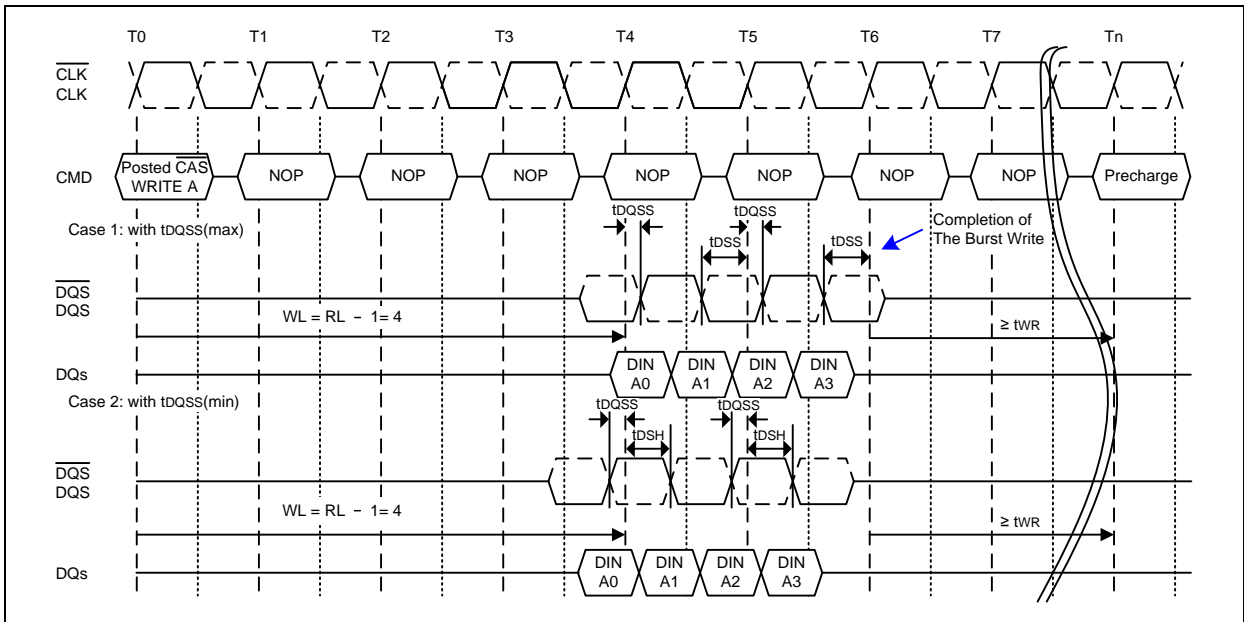 T0 T1 T2 T3 T4 T5 T6 T7 Tn
CLK
CLK
CMD
Posted CAS
WRITE A
NOP
NOP
NOP
NOP
NOP
NOP
NOP
Precharge
Case 1: with tDQSS(max)
tDQSS
tDQSS
tDSS
tDSS
Completion of
The Burst Write
DQS
DQS
WL = RL − 1= 4
≥ tWR
DQs
DIN
A0
DIN
A1
DIN
A2
DIN
A3
Case 2: with tDQSS(min)
tDQSS
tDQSS
tDSH
tDSH
DQS
DQS
WL = RL − 1= 4
≥ tWR
DQs
DIN
A0
DIN
A1
DIN
A2
DIN
A3